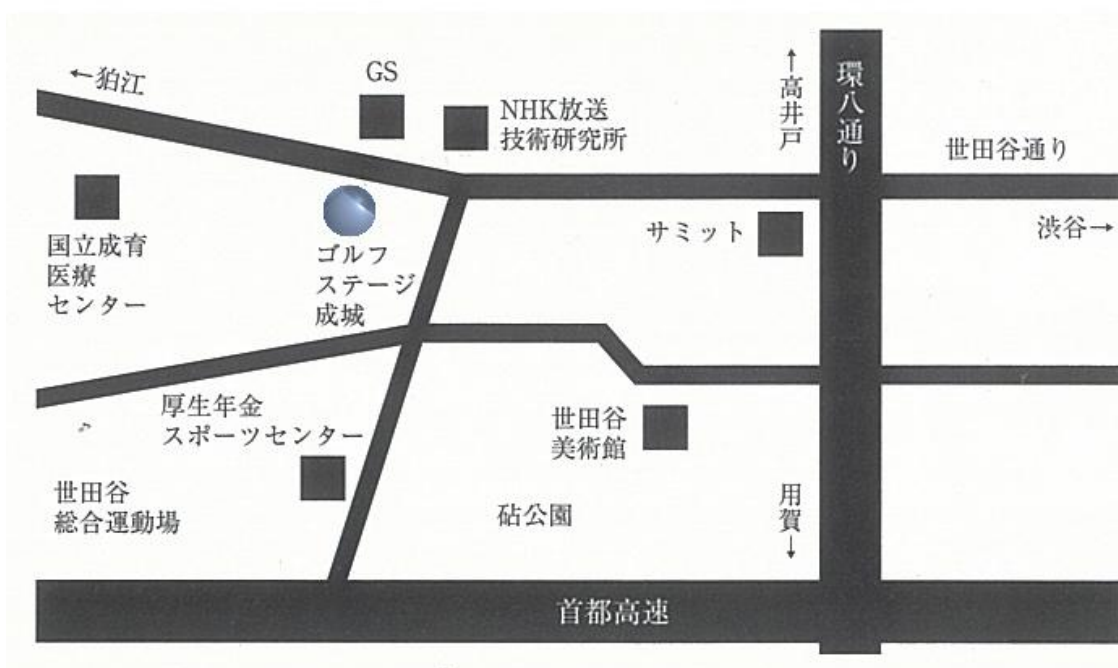 ←狛江
GS
NHK放送
技術研究所
↑高井戸
環八通り
世田谷通り
渋谷→
サミット
国立成育
医療
センター
ゴルフ
ステージ
成城
厚生年金
スポーツセンター
世田谷
美術館
世田谷
総合運動場
砧公園
用賀↓
首都高速